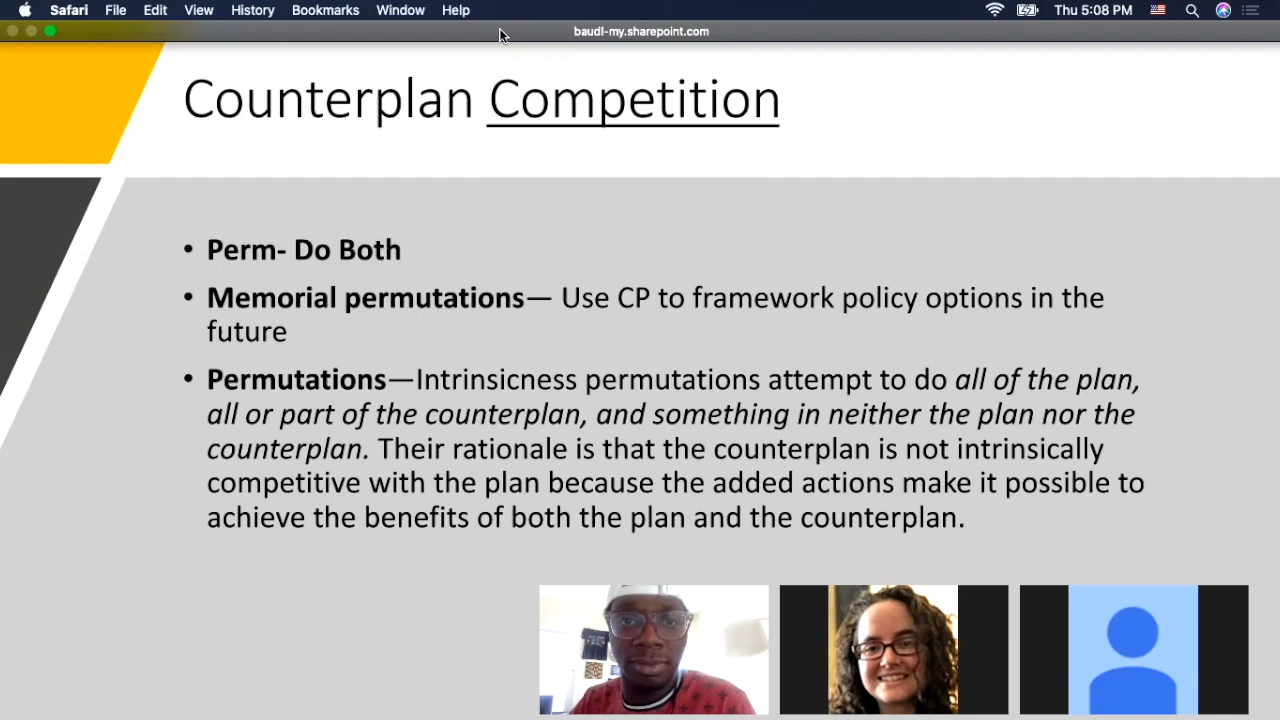 Safari File Edit View History Bookmarks Window Help Thu 5:08 PM
baudl-my.sharepoint.com
Counterplan Competition
• Perm- Do Both
• Memorial permutations— Use CP to framework policy options in the
future
• Permutations—Intrinsicness permutations attempt to do all of the plan,
all or part of the counterplan, and something in neither the plan nor the
counterplan. Their rationale is that the counterplan is not intrinsically
competitive with the plan because the added actions make it possible to
achieve the benefits of both the plan and the counterplan.